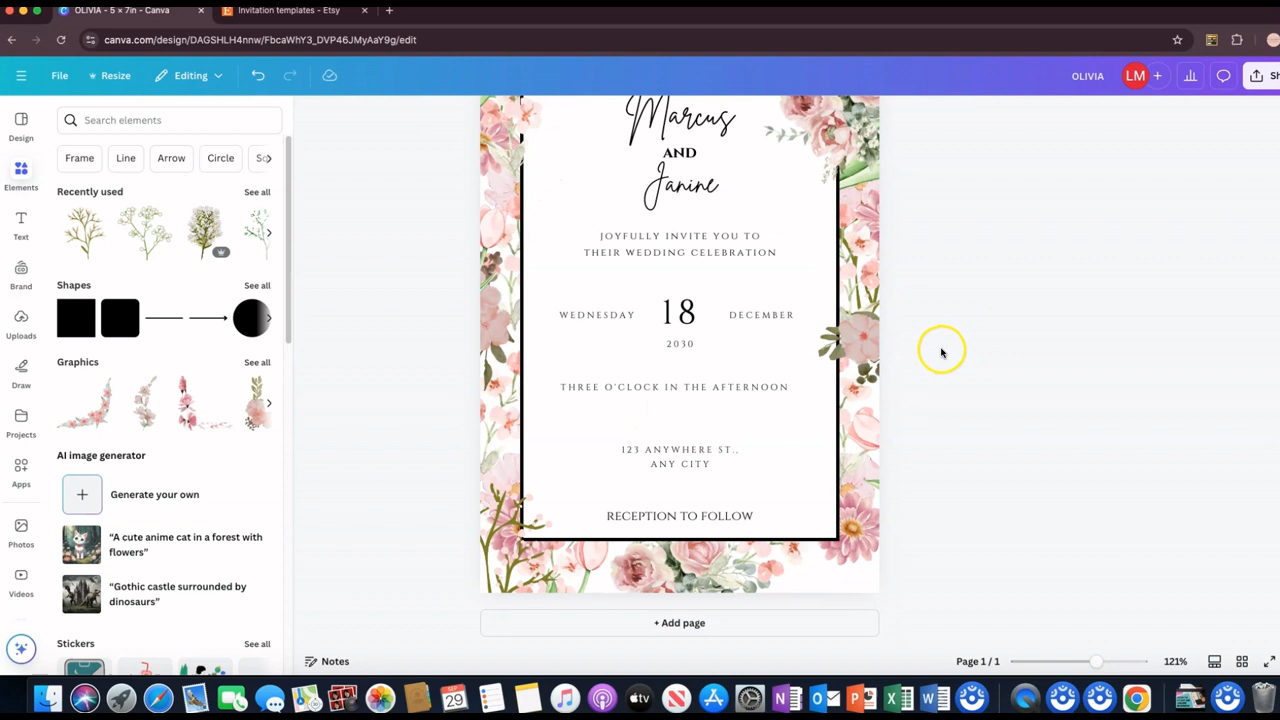 OLIVIA - 5 × 7in - Canva
Invitation templates - Etsy
canva.com/design/DAGSHLH4nnw/FbcaWhY3_DVP46JMyAaY9g/edit
File
Resize
Editing
OLIVIA
LM
Sh
Design
Elements
Text
Brand
Uploads
Draw
Projects
Apps
Photos
Videos
Search elements
Frame
Line
Arrow
Circle
Recently used
See all
Shapes
See all
Graphics
See all
AI image generator
Generate your own
“A cute anime cat in a forest with
flowers”
“Gothic castle surrounded by
dinosaurs”
Stickers
See all
Marcus
AND
Janine
JOYFULLY INVITE YOU TO
THEIR WEDDING CELEBRATION
WEDNESDAY 18 DECEMBER
2030
THREE O'CLOCK IN THE AFTERNOON
123 ANYWHERE ST.,
ANY CITY
RECEPTION TO FOLLOW
+ Add page
Notes
Page 1 / 1
121%
SEP
29
tv